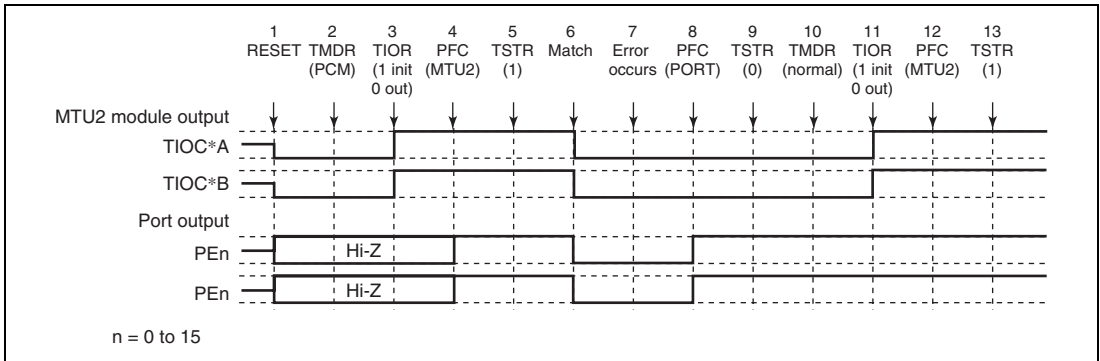 1 2 3 4 5 6 7 8 9 10 11 12 13
RESET TMDR TIOR PFC TSTR Match Error PFC TSTR TMDR TIOR PFC TSTR
(PCM) (1 init (MTU2) (1) occurs (PORT) (0) (normal) (1 init (MTU2) (1)
0 out) 0 out)
MTU2 module output
TIOC*A
TIOC*B
Port output
PEn Hi-Z
PEn Hi-Z
n = 0 to 15